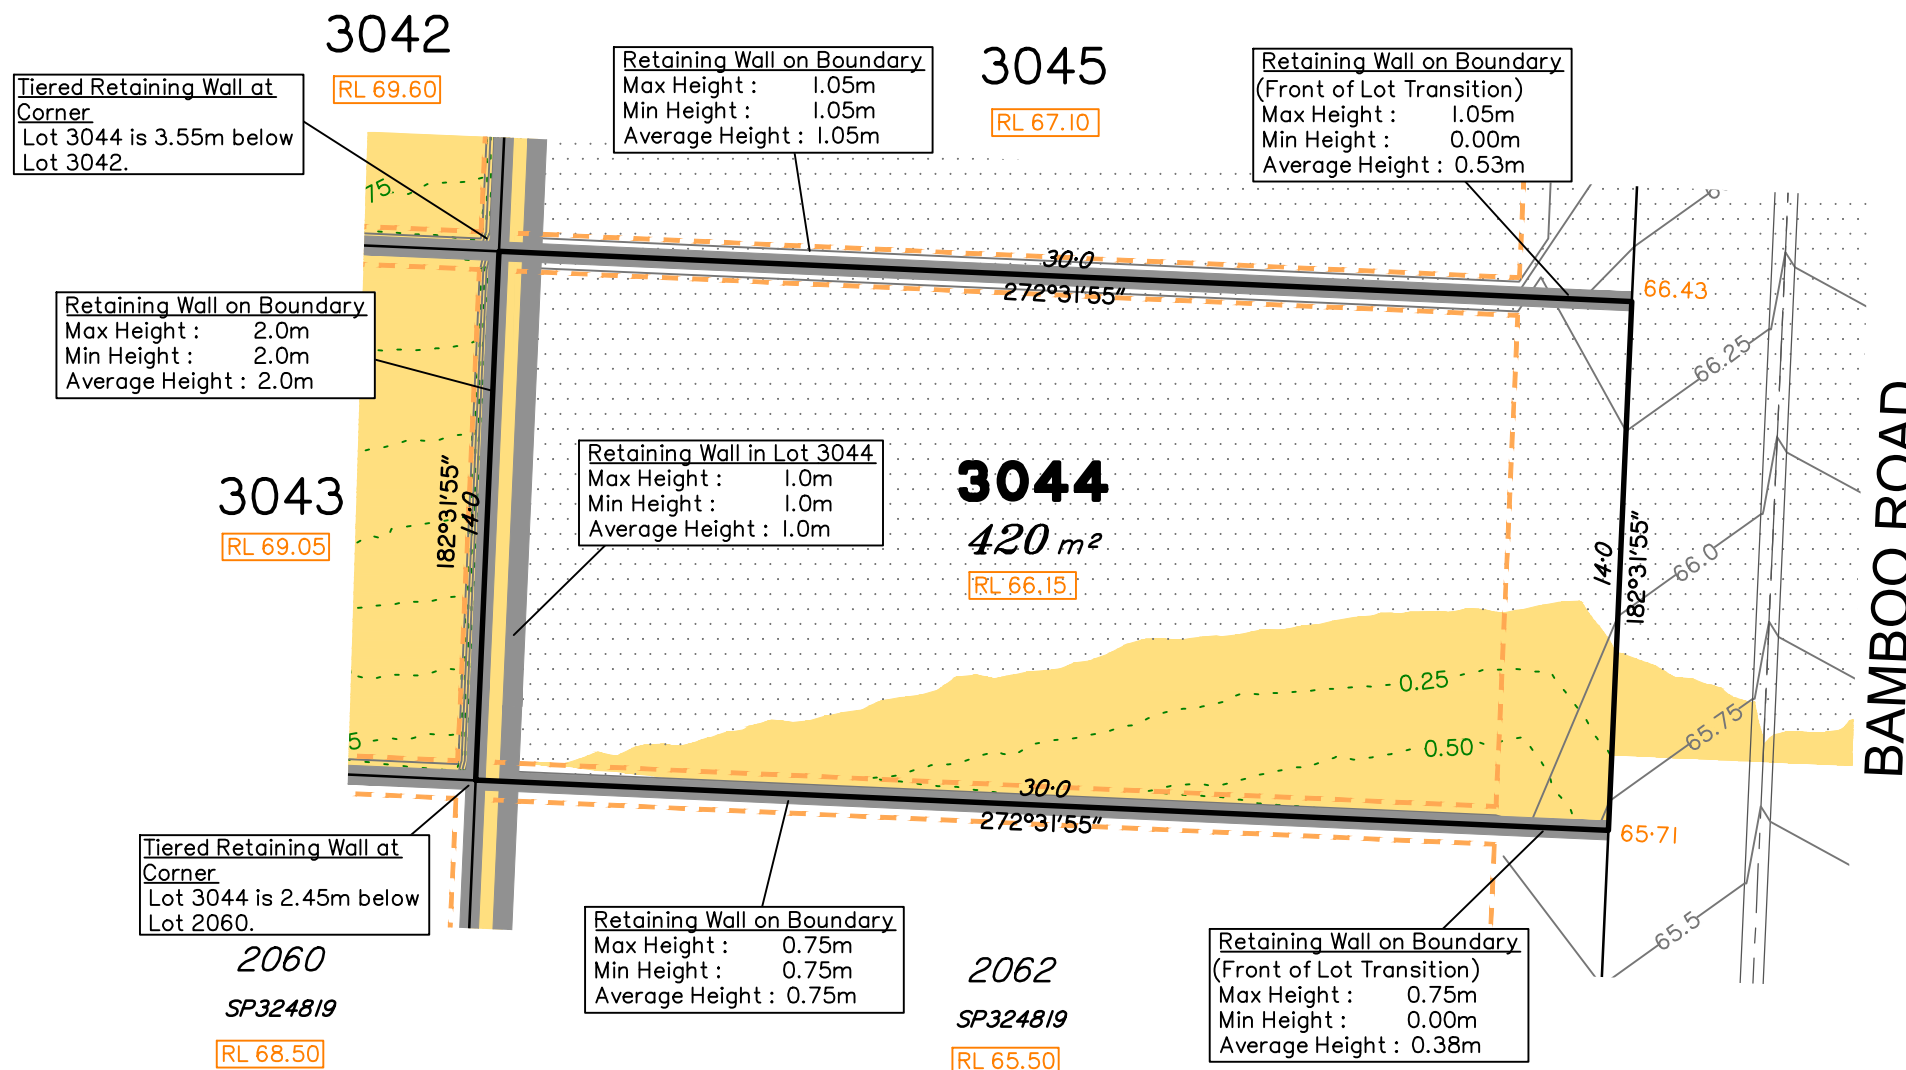 3042
RL 69.60
Tiered Retaining Wall at
Corner
Lot 3044 is 3.55m below
Lot 3042.
Retaining Wall on Boundary
Max Height : 1.05m
Min Height : 1.05m
Average Height : 1.05m
3045
RL 67.10
Retaining Wall on Boundary
(Front of Lot Transition)
Max Height : 1.05m
Min Height : 0.00m
Average Height : 0.53m
75
30·0
272°31'55"
66.43
Retaining Wall on Boundary
Max Height : 2.0m
Min Height : 2.0m
Average Height : 2.0m
66.25
3043
RL 69.05
182°31'55"
14·0
Retaining Wall in Lot 3044
Max Height : 1.0m
Min Height : 1.0m
Average Height : 1.0m
3044
420 m²
RL 66.15
14·0
182°31'55"
66.0
BAMBOO ROAD
0.25
0.50
65.75
5
30·0
272°31'55"
65·71
Tiered Retaining Wall at
Corner
Lot 3044 is 2.45m below
Lot 2060.
2060
SP324819
RL 68.50
Retaining Wall on Boundary
Max Height : 0.75m
Min Height : 0.75m
Average Height : 0.75m
2062
SP324819
RL 65.50
Retaining Wall on Boundary
(Front of Lot Transition)
Max Height : 0.75m
Min Height : 0.00m
Average Height : 0.38m
65.5